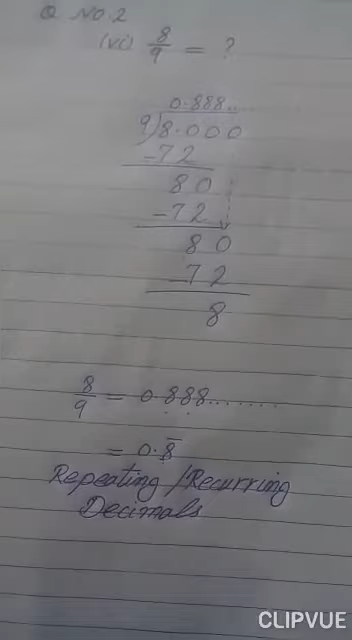 Q No.2
(vi) 8/9 = ?
0.888..
9)8.000
-72
80
-72
80
-72
8
8/9 = 0.888.......
= 0.8̅
Repeating /Recurring
Decimals
CLIPVUE